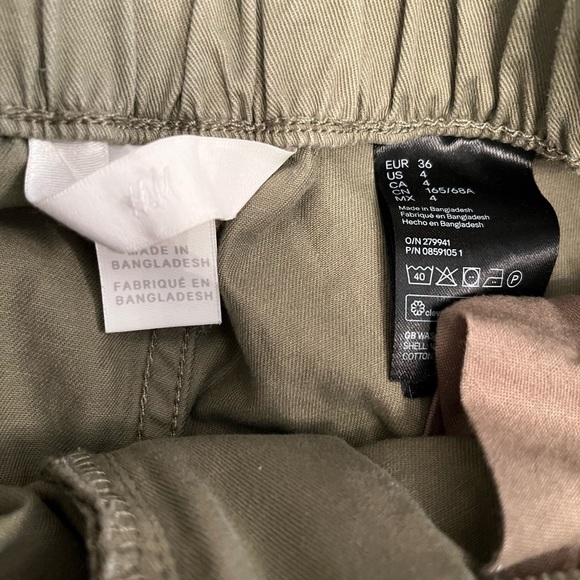 MADE IN
BANGLADESH
FABRIQUÉ EN
BANGLADESH
EUR 36
US 4
CA 4
CN 165/68A
MX 4
Made in Bangladesh
Fabriqué en Bangladesh
Hecho en Bangladesh
O/N 279941
P/N 0859105 1
40
P
GB
SHELL
COTTON